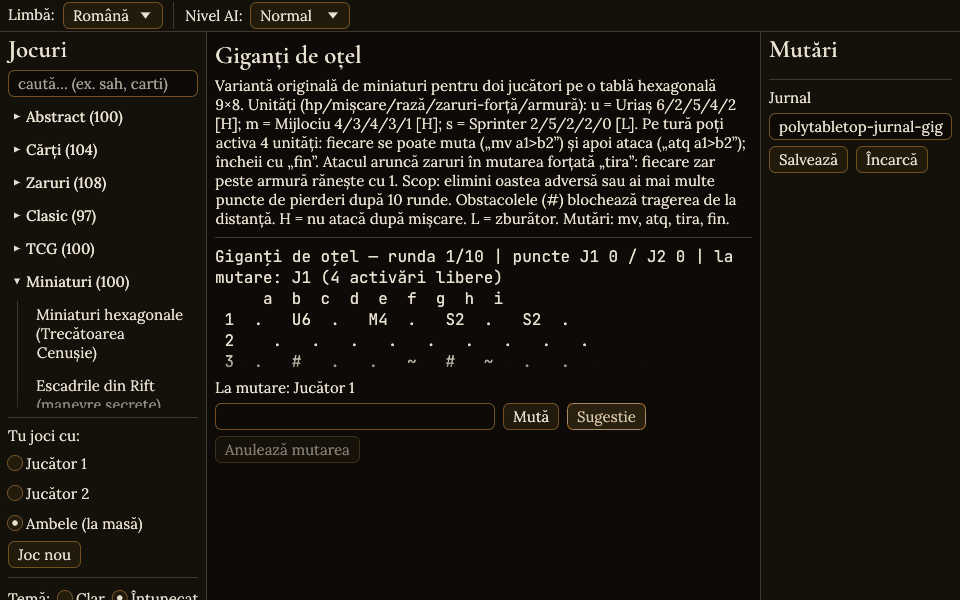 Limbă: Română ▼ Nivel AI: Normal ▼
Jocuri
caută... (ex. sah, carti)
▸ Abstract (100)
▸ Cărți (104)
▸ Zaruri (108)
▸ Clasic (97)
▸ TCG (100)
▾ Miniaturi (100)
Miniaturi hexagonale
(Trecătoarea
Cenușie)
Escadrile din Rift
(manevre secrete)
Tu joci cu:
Jucător 1
Jucător 2
Ambele (la masă)
Joc nou
Temă: Clar Întunecat
Giganți de oțel
Variantă originală de miniaturi pentru doi jucători pe o tablă hexagonală
9×8. Unități (hp/mișcare/rază/zaruri-forță/armură): u = Uriaș 6/2/5/4/2
[H]; m = Mijlociu 4/3/4/3/1 [H]; s = Sprinter 2/5/2/2/0 [L]. Pe tură poți
activa 4 unități: fiecare se poate muta („mv a1>b2”) și apoi ataca („atq a1>b2”);
închei cu „fin”. Atacul aruncă zaruri în mutarea forțată „tira”: fiecare zar
peste armură rănește cu 1. Scop: elimini oastea adversă sau ai mai multe
puncte de pierderi după 10 runde. Obstacolele (#) blochează tragerea de la
distanță. H = nu atacă după mișcare. L = zburător. Mutări: mv, atq, tira, fin.
Giganți de oțel — runda 1/10 | puncte J1 0 / J2 0 | la
mutare: J1 (4 activări libere)
a b c d e f g h i
1 . U6 . M4 . S2 . S2 .
2 . . . . . . . . .
3 . # . . ~ # ~ . .
La mutare: Jucător 1
Mută Sugestie
Anulează mutarea
Mutări
Jurnal
polytabletop-jurnal-gig
Salvează Încarcă